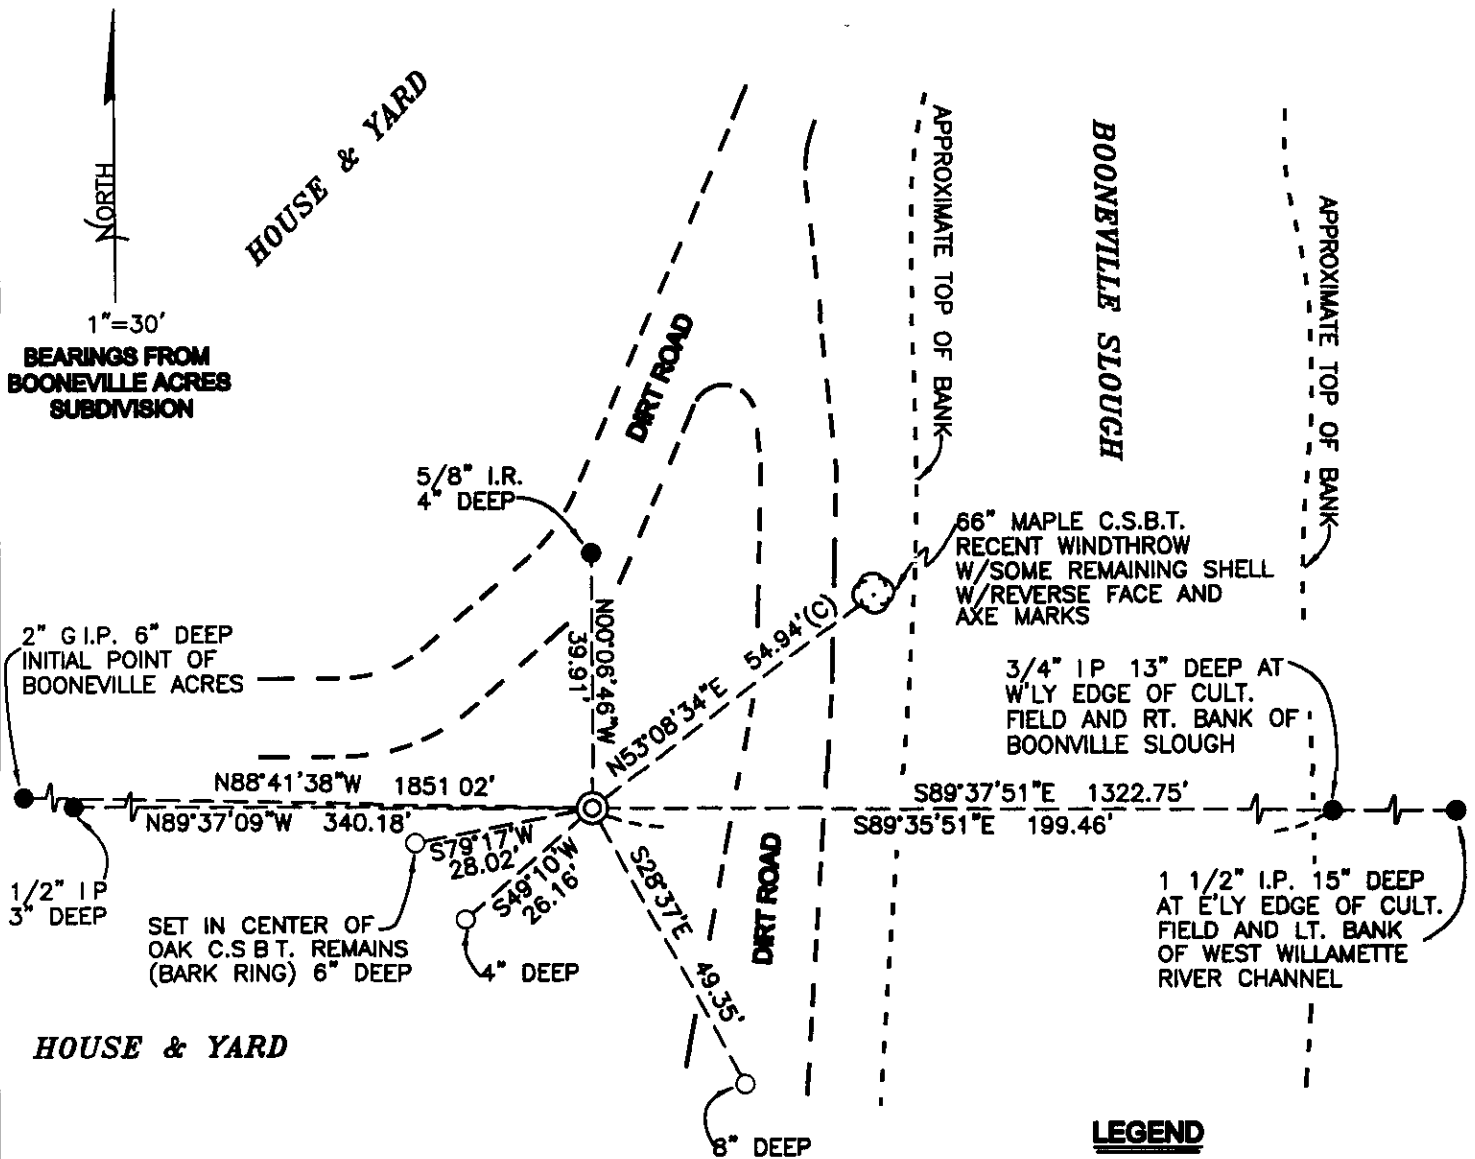 NORTH
1"=30'
BEARINGS FROM
BOONEVILLE ACRES
SUBDIVISION
HOUSE & YARD
DIRT ROAD
APPROXIMATE TOP OF BANK
BOONEVILLE SLOUGH
APPROXIMATE TOP OF BANK
5/8" I.R.
4" DEEP
66" MAPLE C.S.B.T.
RECENT WINDTHROW
W/SOME REMAINING SHELL
W/REVERSE FACE AND
AXE MARKS
2" G I.P. 6" DEEP
INITIAL POINT OF
BOONEVILLE ACRES
N00°06'46"W
39.91'
N53°08'34"E 54.94'(C)
3/4" I P 13" DEEP AT
W'LY EDGE OF CULT.
FIELD AND RT. BANK OF
BOONVILLE SLOUGH
N88°41'38"W 1851 02'
N89°37'09"W 340.18'
S89°37'51"E 1322.75'
S89°35'51"E 199.46'
S79°17'W
28.02'
S49°10'W
26.16'
S28°37'E 49.35'
DIRT ROAD
1/2" I P
3" DEEP
SET IN CENTER OF
OAK C.S B T. REMAINS
(BARK RING) 6" DEEP
4" DEEP
1 1/2" I.P. 15" DEEP
AT E'LY EDGE OF CULT.
FIELD AND LT. BANK
OF WEST WILLAMETTE
RIVER CHANNEL
HOUSE & YARD
8" DEEP
LEGEND